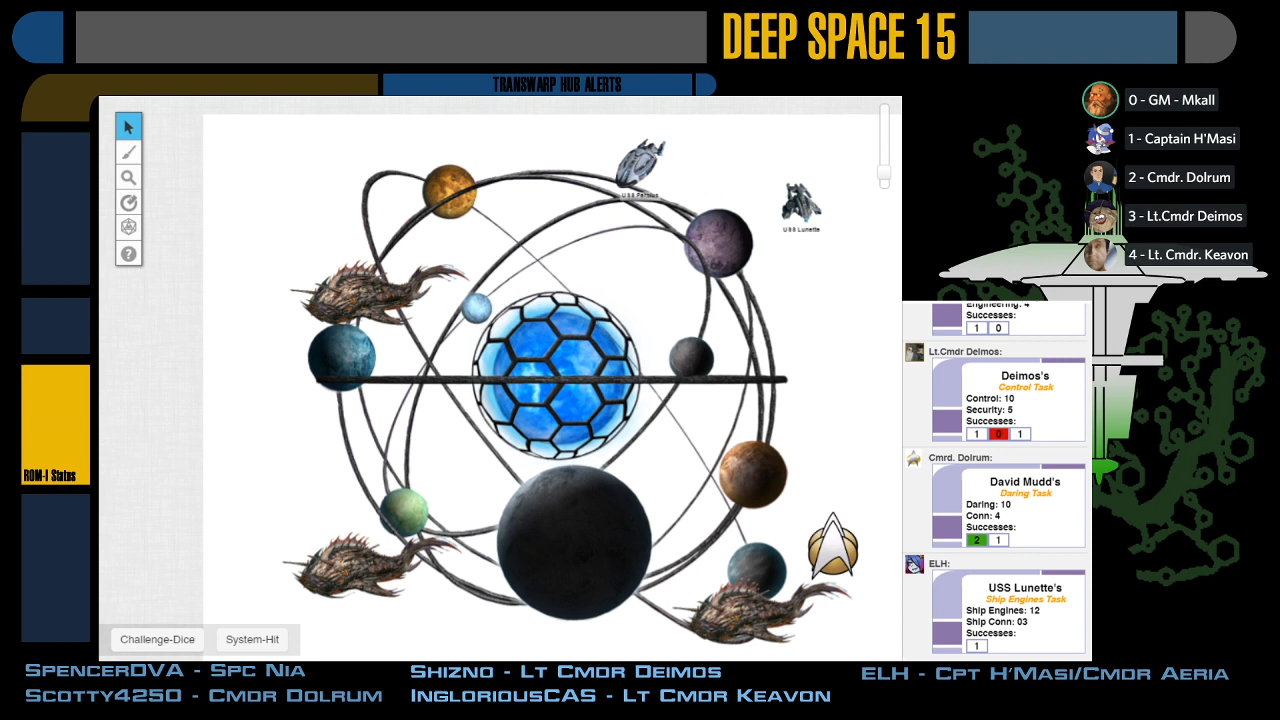 DEEP SPACE 15
TRANSWARP HUB ALERTS
0 - GM - Mkall
1 - Captain H'Masi
2 - Cmdr. Dolrum
3 - Lt.Cmdr Deimos
4 - Lt. Cmdr. Keavon
USS Lunette
ROM-I Status
Engineering: 4
Successes:
1 0
Lt.Cmdr Deimos:
Deimos's
Control Task
Control: 10
Security: 5
Successes:
1 0 1
Cmrd. Dolrum:
David Mudd's
Daring Task
Daring: 10
Conn: 4
Successes:
2 1
ELH:
USS Lunette's
Ship Engines Task
Ship Engines: 12
Ship Conn: 03
Successes:
1
?
Challenge-Dice
System-Hit
SpencerDVA - Spc Nia
Shizno - Lt Cmdr Deimos
ELH - Cpt H'Masi/Cmdr Aeria
Scotty4250 - Cmdr Dolrum
IngloriousCAS - Lt Cmdr Keavon